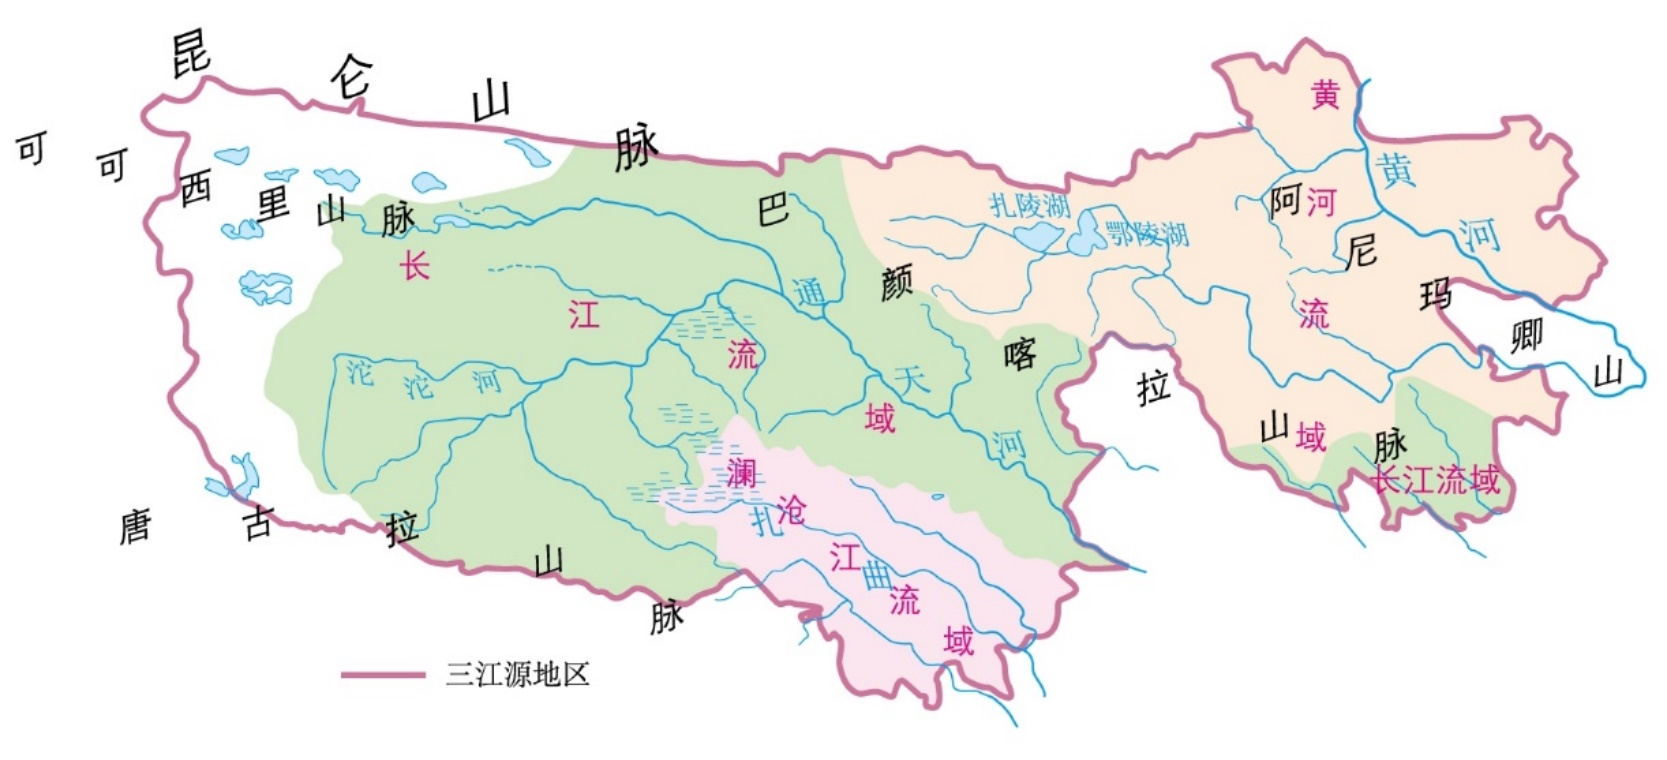 昆仑山脉
可可西里山脉
巴颜喀拉山脉
阿尼玛卿山
唐古拉山脉
长江流域
黄河流域
澜沧江流域
长江流域
扎陵湖
鄂陵湖
黄河
通天河
沱沱河
扎曲
三江源地区